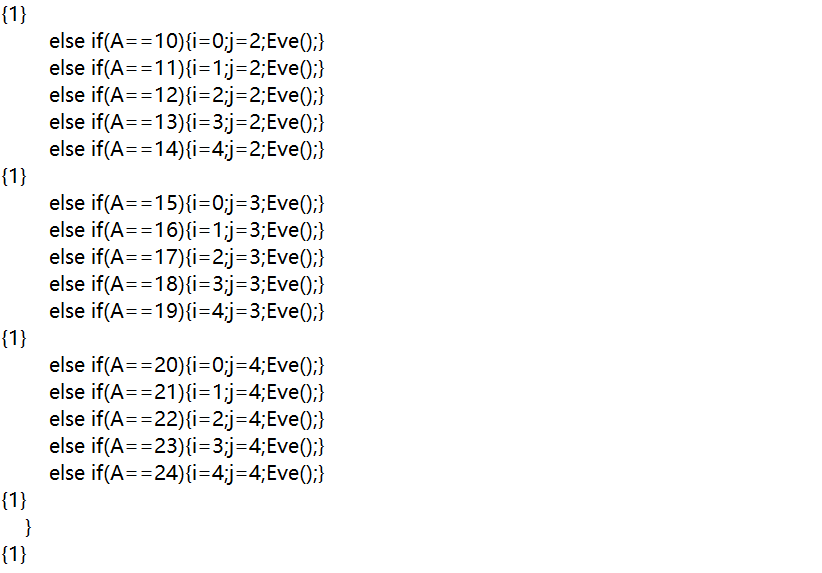 {1}
else if(A==10){i=0;j=2;Eve();}
else if(A==11){i=1;j=2;Eve();}
else if(A==12){i=2;j=2;Eve();}
else if(A==13){i=3;j=2;Eve();}
else if(A==14){i=4;j=2;Eve();}
{1}
else if(A==15){i=0;j=3;Eve();}
else if(A==16){i=1;j=3;Eve();}
else if(A==17){i=2;j=3;Eve();}
else if(A==18){i=3;j=3;Eve();}
else if(A==19){i=4;j=3;Eve();}
{1}
else if(A==20){i=0;j=4;Eve();}
else if(A==21){i=1;j=4;Eve();}
else if(A==22){i=2;j=4;Eve();}
else if(A==23){i=3;j=4;Eve();}
else if(A==24){i=4;j=4;Eve();}
{1}
}
{1}